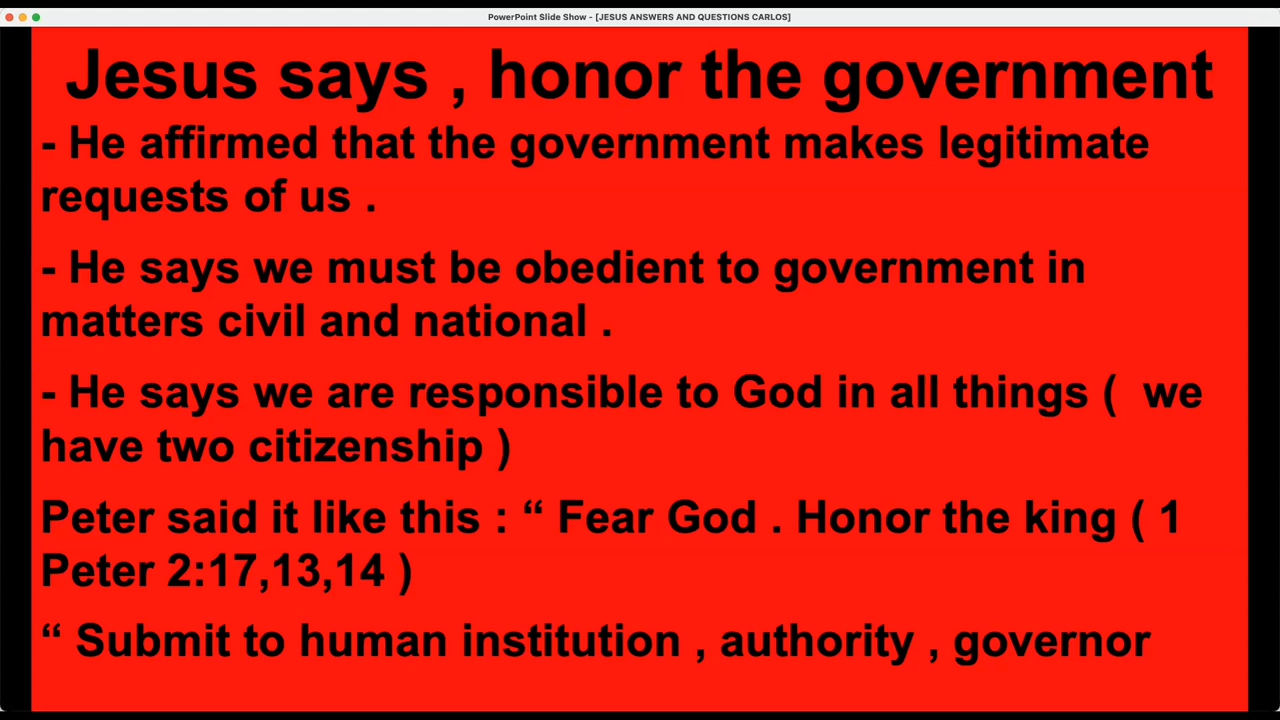 PowerPoint Slide Show - [JESUS ANSWERS AND QUESTIONS CARLOS]
Jesus says , honor the government
- He affirmed that the government makes legitimate
requests of us .
- He says we must be obedient to government in
matters civil and national .
- He says we are responsible to God in all things (  we
have two citizenship )
Peter said it like this : “ Fear God . Honor the king ( 1
Peter 2:17,13,14 )
“ Submit to human institution , authority , governor